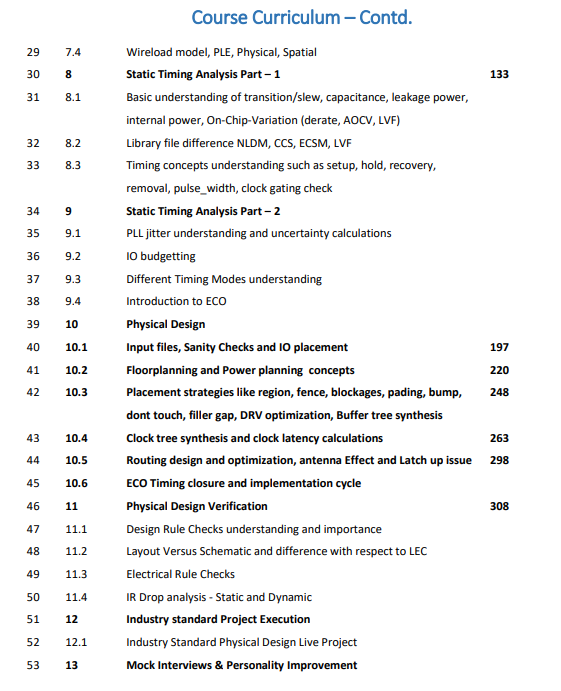 Course Curriculum – Contd.
29 7.4 Wireload model, PLE, Physical, Spatial
30 8 Static Timing Analysis Part – 1 133
31 8.1 Basic understanding of transition/slew, capacitance, leakage power,
internal power, On-Chip-Variation (derate, AOCV, LVF)
32 8.2 Library file difference NLDM, CCS, ECSM, LVF
33 8.3 Timing concepts understanding such as setup, hold, recovery,
removal, pulse_width, clock gating check
34 9 Static Timing Analysis Part – 2
35 9.1 PLL jitter understanding and uncertainty calculations
36 9.2 IO budgetting
37 9.3 Different Timing Modes understanding
38 9.4 Introduction to ECO
39 10 Physical Design
40 10.1 Input files, Sanity Checks and IO placement 197
41 10.2 Floorplanning and Power planning concepts 220
42 10.3 Placement strategies like region, fence, blockages, pading, bump, 248
dont touch, filler gap, DRV optimization, Buffer tree synthesis
43 10.4 Clock tree synthesis and clock latency calculations 263
44 10.5 Routing design and optimization, antenna Effect and Latch up issue 298
45 10.6 ECO Timing closure and implementation cycle
46 11 Physical Design Verification 308
47 11.1 Design Rule Checks understanding and importance
48 11.2 Layout Versus Schematic and difference with respect to LEC
49 11.3 Electrical Rule Checks
50 11.4 IR Drop analysis - Static and Dynamic
51 12 Industry standard Project Execution
52 12.1 Industry Standard Physical Design Live Project
53 13 Mock Interviews & Personality Improvement